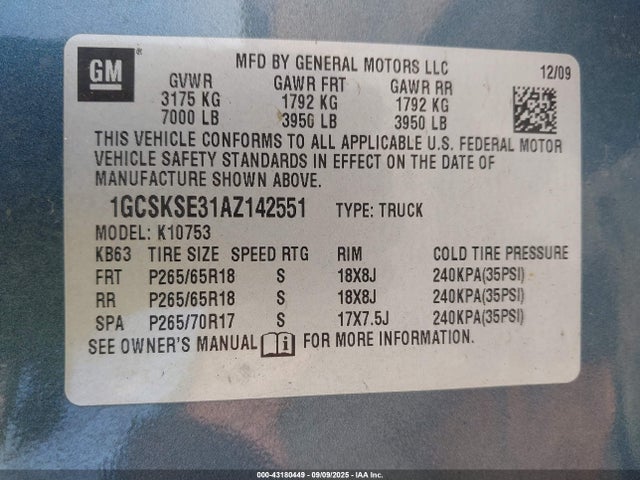 GM ®
MFD BY GENERAL MOTORS LLC
12/09
GVWR GAWR FRT GAWR RR
3175 KG 1792 KG 1792 KG
7000 LB 3950 LB 3950 LB
THIS VEHICLE CONFORMS TO ALL APPLICABLE U.S. FEDERAL MOTOR
VEHICLE SAFETY STANDARDS IN EFFECT ON THE DATE OF
MANUFACTURE SHOWN ABOVE.
1GCSKSE31AZ142551 TYPE: TRUCK
MODEL: K10753
KB63 TIRE SIZE SPEED RTG RIM COLD TIRE PRESSURE
FRT P265/65R18 S 18X8J 240KPA(35PSI)
RR P265/65R18 S 18X8J 240KPA(35PSI)
SPA P265/70R17 S 17X7.5J 240KPA(35PSI)
SEE OWNER'S MANUAL i FOR MORE INFORMATION.
000-43180449 - 09/09/2025 - IAA Inc.